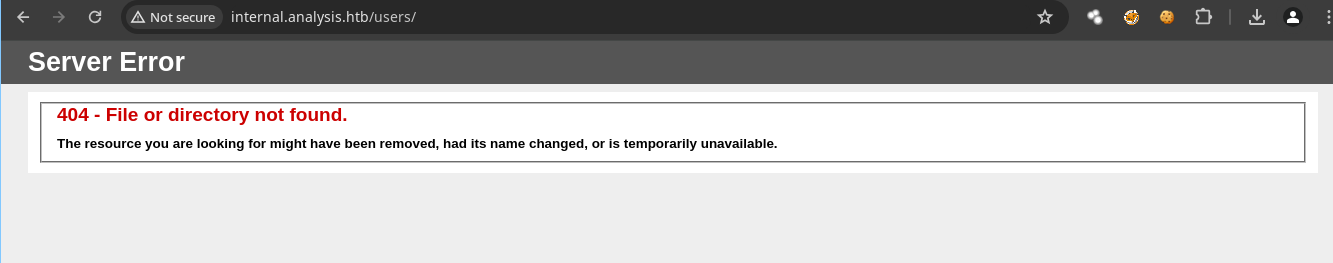 Not secure internal.analysis.htb/users/
Server Error
404 - File or directory not found.
The resource you are looking for might have been removed, had its name changed, or is temporarily unavailable.